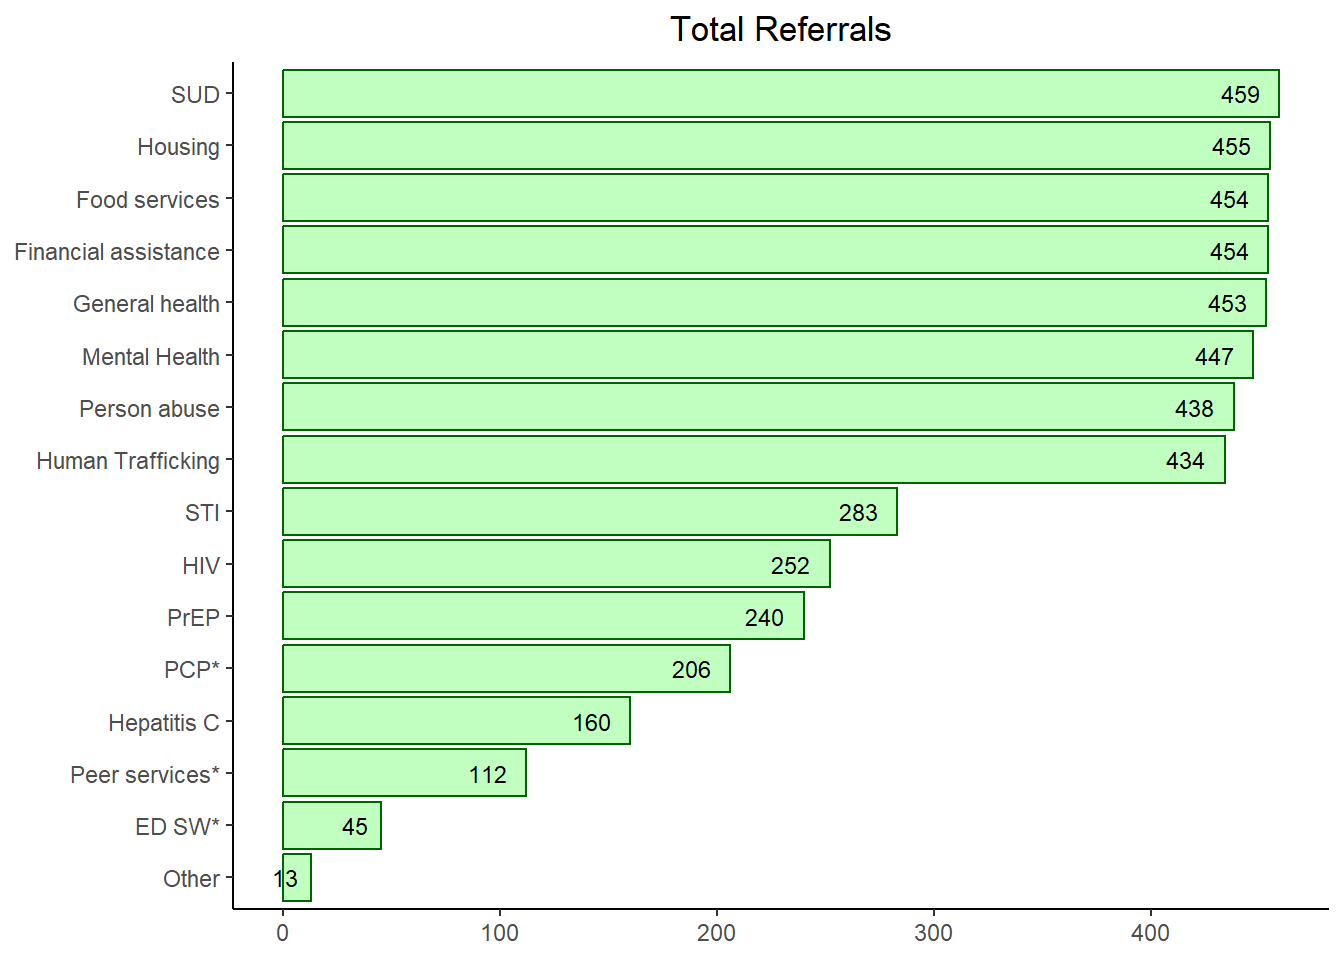 Total Referrals
SUD 459
Housing 455
Food services 454
Financial assistance 454
General health 453
Mental Health 447
Person abuse 438
Human Trafficking 434
STI 283
HIV 252
PrEP 240
PCP* 206
Hepatitis C 160
Peer services* 112
ED SW* 45
Other 13
0 100 200 300 400